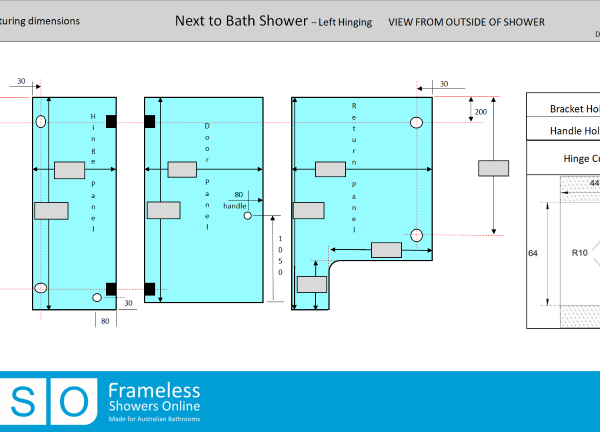 turing dimensions
Next to Bath Shower – Left Hinging VIEW FROM OUTSIDE OF SHOWER
D
30
30
200
Hinge Panel
Door Panel
Return Panel
80
handle
1050
30
80
Bracket Hol
Handle Hol
Hinge Cu
44
64
R10
SO
Frameless
Showers Online
Made for Australian Bathrooms